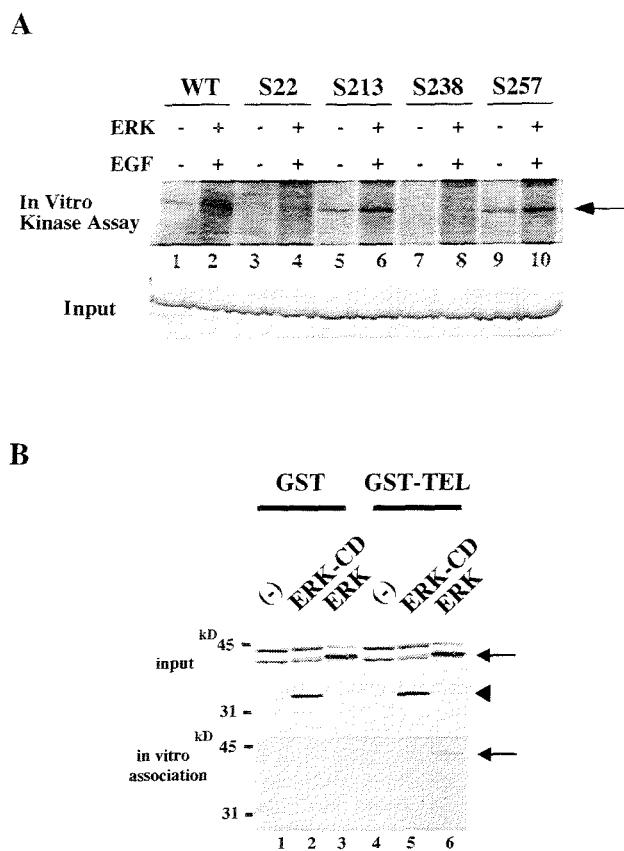 A
WT S22 S213 S238 S257
ERK - + - + - + - + - +
EGF - + - + - + - + - +
In Vitro
Kinase Assay
1 2 3 4 5 6 7 8 9 10
Input
B
GST GST-TEL
(-) ERK-CD ERK (-) ERK-CD ERK
kD
45
input
31
kD
45
in vitro
association
31
1 2 3 4 5 6